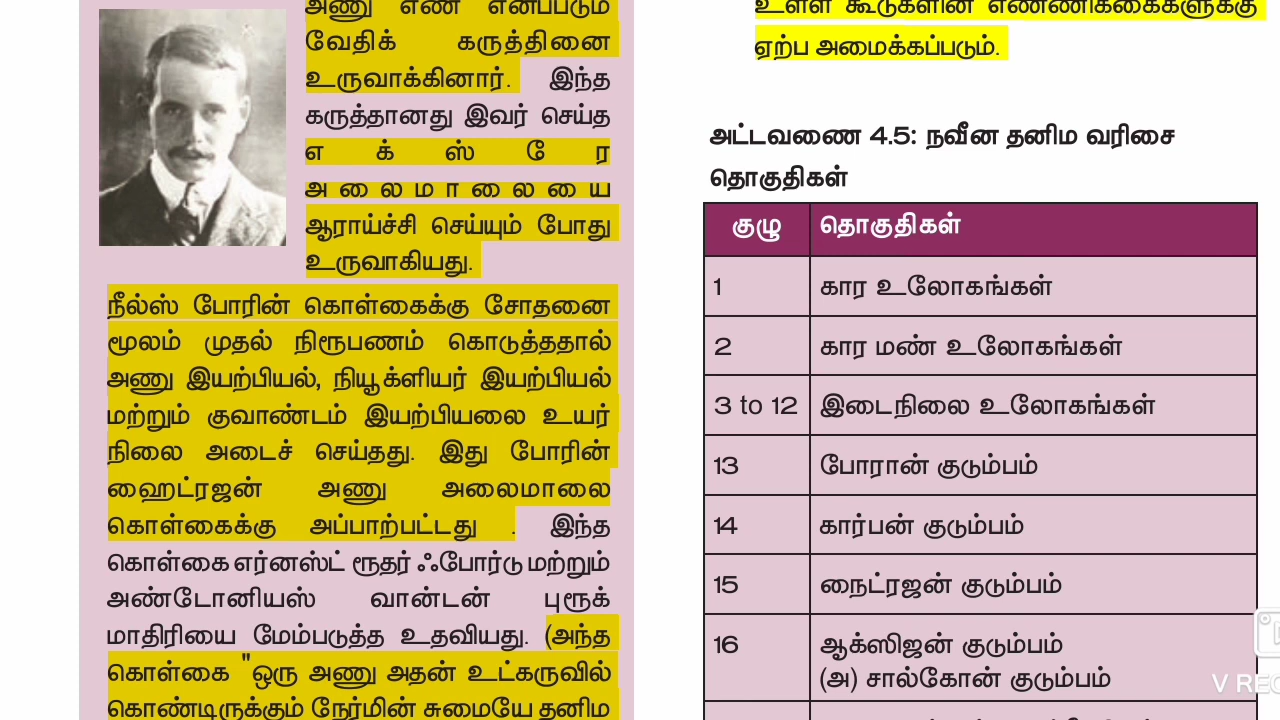 அணு எண் எனப்படும்
வேதிக் கருத்தினை
உருவாக்கினார். இந்த
கருத்தானது இவர் செய்த
எக்ஸ்ரே
அலைமாலையை
ஆராய்ச்சி செய்யும் போது
உருவாகியது.
நீல்ஸ் போரின் கொள்கைக்கு சோதனை
மூலம் முதல் நிரூபணம் கொடுத்ததால்
அணு இயற்பியல், நியூக்ளியர் இயற்பியல்
மற்றும் குவாண்டம் இயற்பியலை உயர்
நிலை அடைச் செய்தது. இது போரின்
ஹைட்ரஜன் அணு அலைமாலை
கொள்கைக்கு அப்பாற்பட்டது . இந்த
கொள்கை எர்னஸ்ட் ரூதர் ஃபோர்டு மற்றும்
அண்டோனியஸ் வான்டன் புரூக்
மாதிரியை மேம்படுத்த உதவியது. (அந்த
கொள்கை "ஒரு அணு அதன் உட்கருவில்
கொண்டிருக்கும் நேர்மின் சுமையே தனிம
உள்ள கூடுகளின் எண்ணிக்கைகளுக்கு
ஏற்ப அமைக்கப்படும்.
அட்டவணை 4.5: நவீன தனிம வரிசை
தொகுதிகள்
குழு தொகுதிகள்
1 கார உலோகங்கள்
2 கார மண் உலோகங்கள்
3 to 12 இடைநிலை உலோகங்கள்
13 போரான் குடும்பம்
14 கார்பன் குடும்பம்
15 நைட்ரஜன் குடும்பம்
16 ஆக்ஸிஜன் குடும்பம்
(அ) சால்கோன் குடும்பம்
V REC